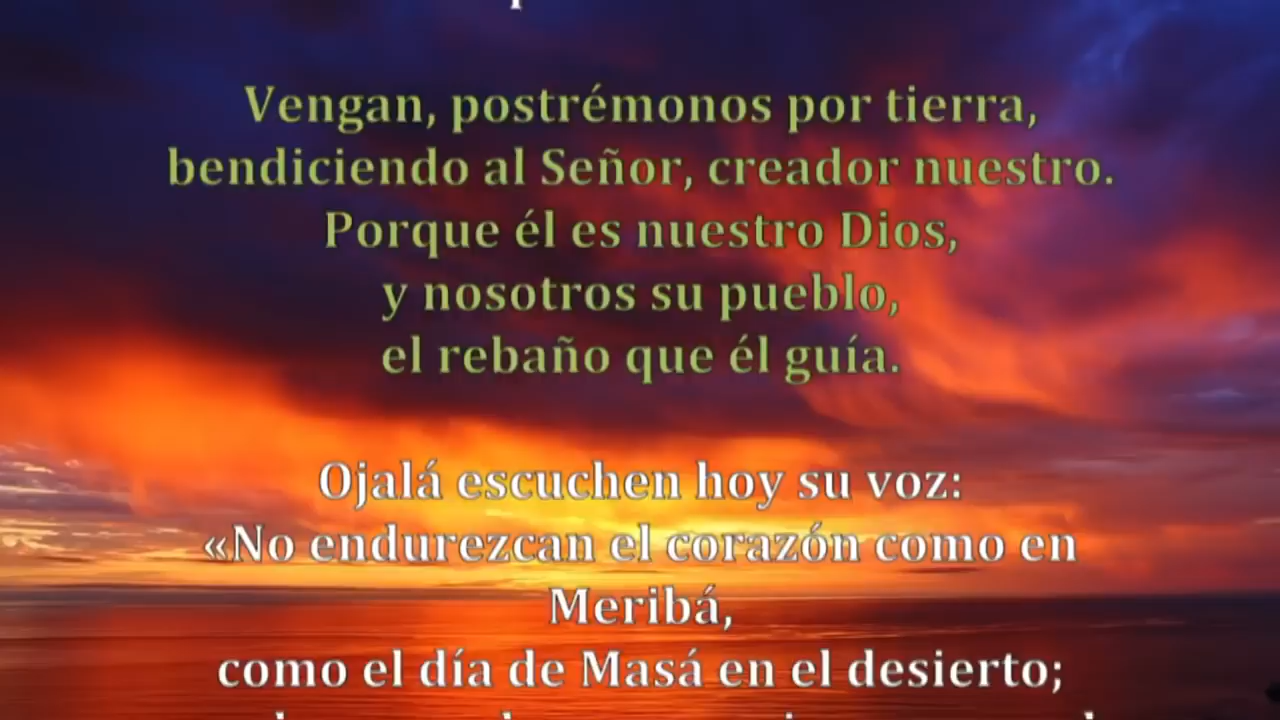 Vengan, postrémonos por tierra,
bendiciendo al Señor, creador nuestro.
Porque él es nuestro Dios,
y nosotros su pueblo,
el rebaño que él guía.
Ojalá escuchen hoy su voz:
«No endurezcan el corazón como en
Meribá,
como el día de Masá en el desierto;